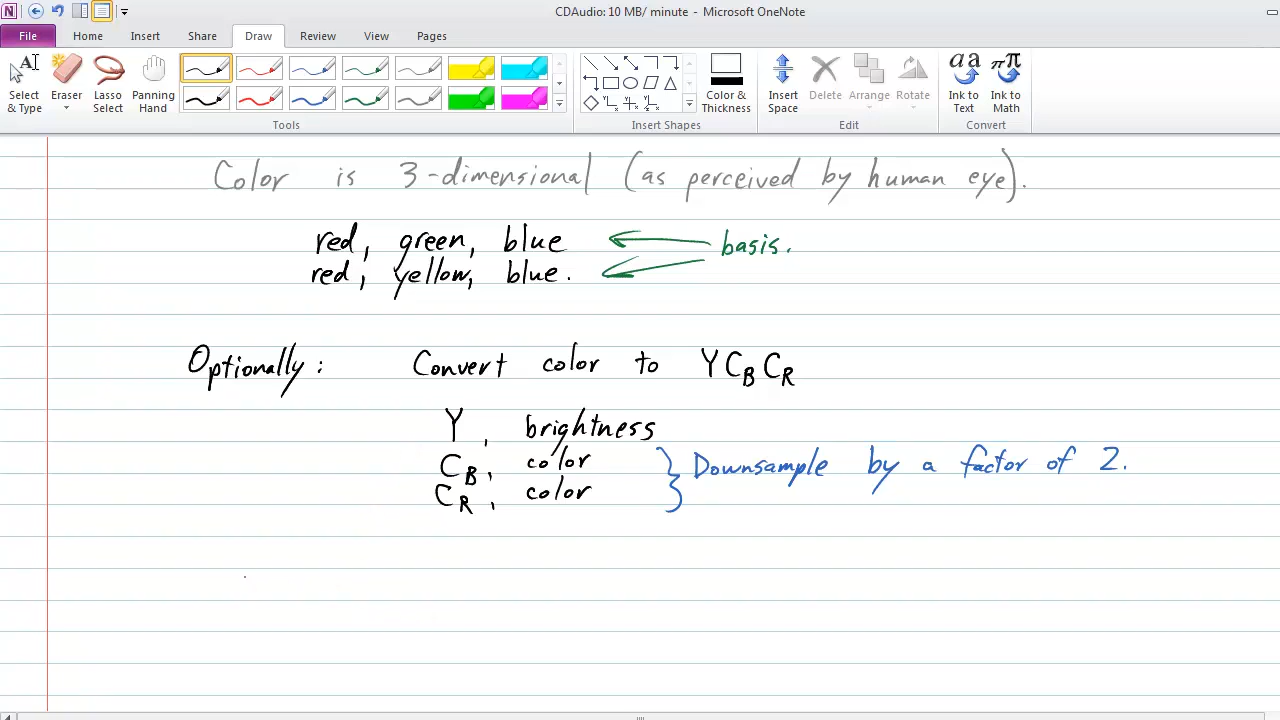 CDAudio: 10 MB/ minute - Microsoft OneNote
File Home Insert Share Draw Review View Pages
Select & Type Eraser Lasso Select Panning Hand Color & Thickness Insert Space Delete Arrange Rotate Ink to Text Ink to Math
Tools Insert Shapes Edit Convert
Color is 3-dimensional (as perceived by human eye).
red, green, blue basis.
red, yellow, blue.
Optionally: Convert color to YCBCR
Y, brightness
CB, color } Downsample by a factor of 2.
CR, color